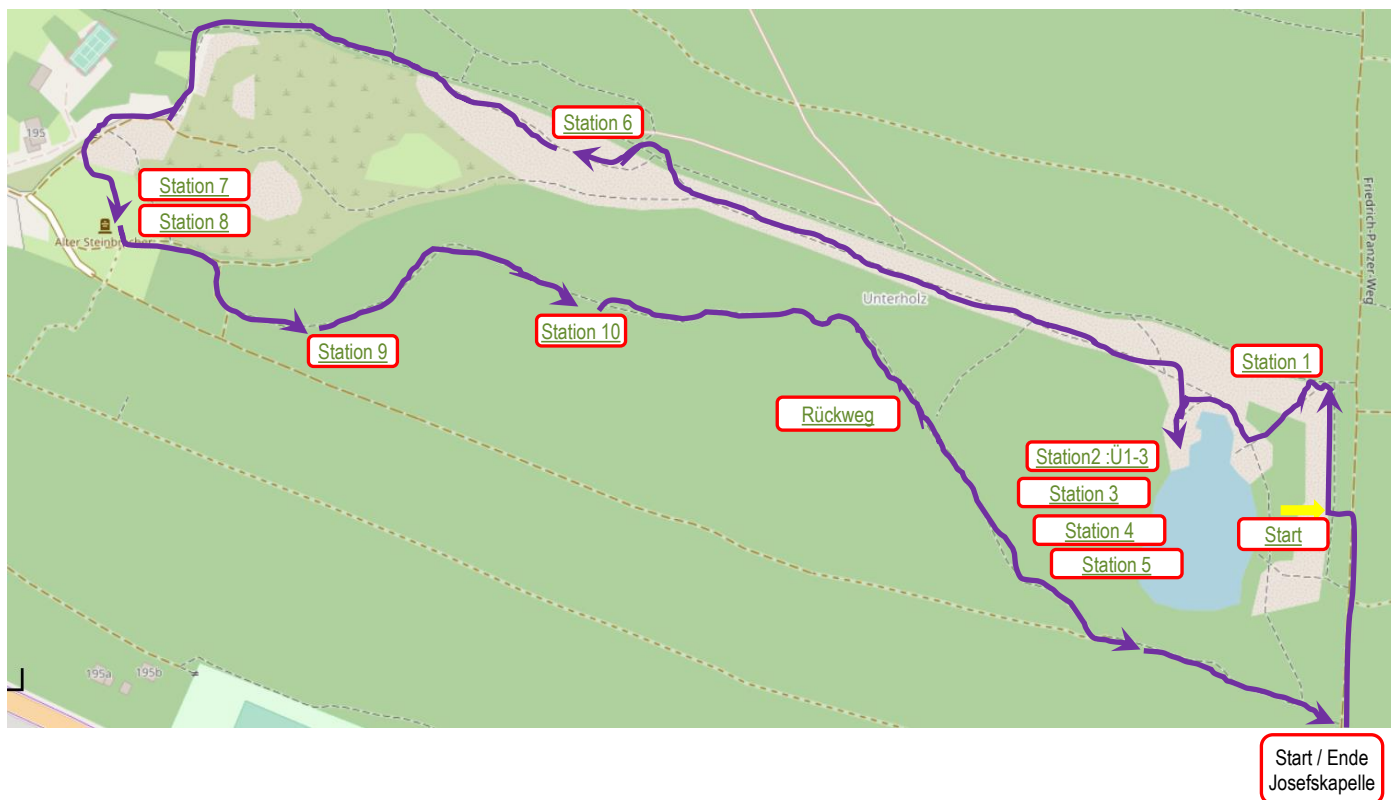 Station 6
195
Station 7
Station 8
Alter Steinbrecher
Friedrich-Panzer-Weg
Unterholz
Station 1
Station 9
Station 10
Rückweg
Station2 :Ü1-3
Station 3
Station 4
Station 5
Start
195a
195b
Start / Ende
Josefskapelle